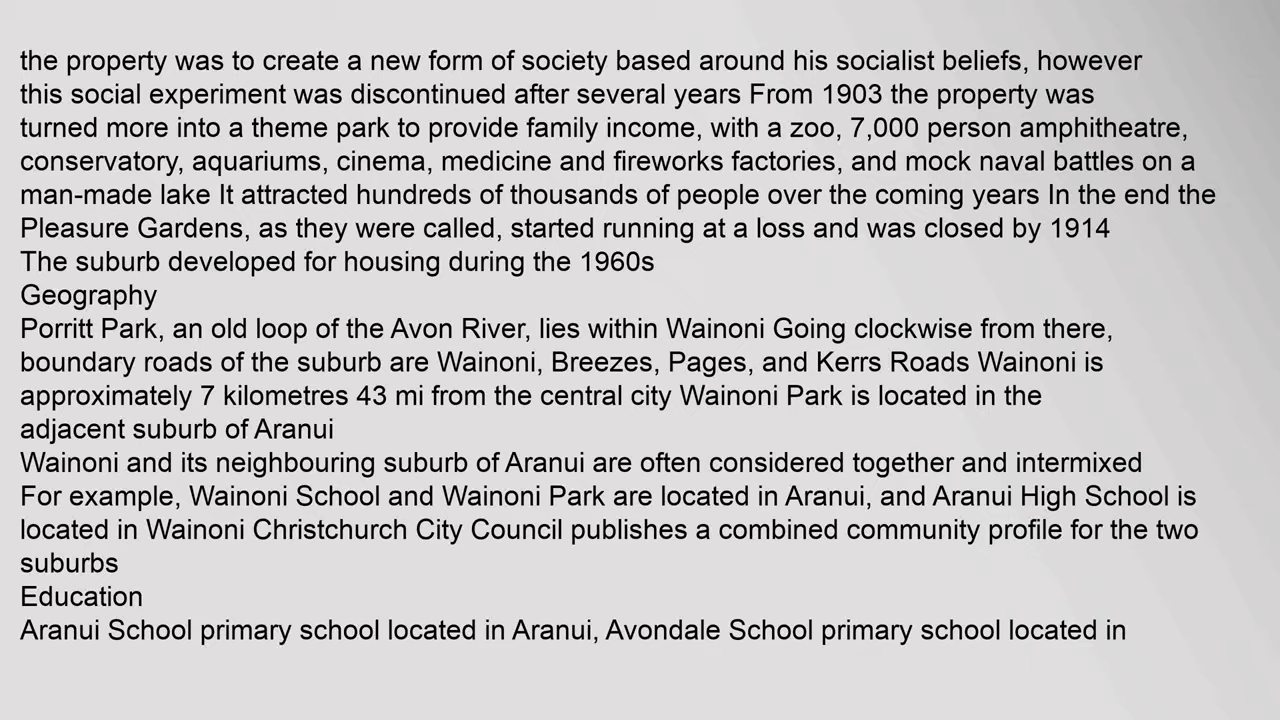 the property was to create a new form of society based around his socialist beliefs, however
this social experiment was discontinued after several years From 1903 the property was
turned more into a theme park to provide family income, with a zoo, 7,000 person amphitheatre,
conservatory, aquariums, cinema, medicine and fireworks factories, and mock naval battles on a
man-made lake It attracted hundreds of thousands of people over the coming years In the end the
Pleasure Gardens, as they were called, started running at a loss and was closed by 1914
The suburb developed for housing during the 1960s
Geography
Porritt Park, an old loop of the Avon River, lies within Wainoni Going clockwise from there,
boundary roads of the suburb are Wainoni, Breezes, Pages, and Kerrs Roads Wainoni is
approximately 7 kilometres 43 mi from the central city Wainoni Park is located in the
adjacent suburb of Aranui
Wainoni and its neighbouring suburb of Aranui are often considered together and intermixed
For example, Wainoni School and Wainoni Park are located in Aranui, and Aranui High School is
located in Wainoni Christchurch City Council publishes a combined community profile for the two
suburbs
Education
Aranui School primary school located in Aranui, Avondale School primary school located in